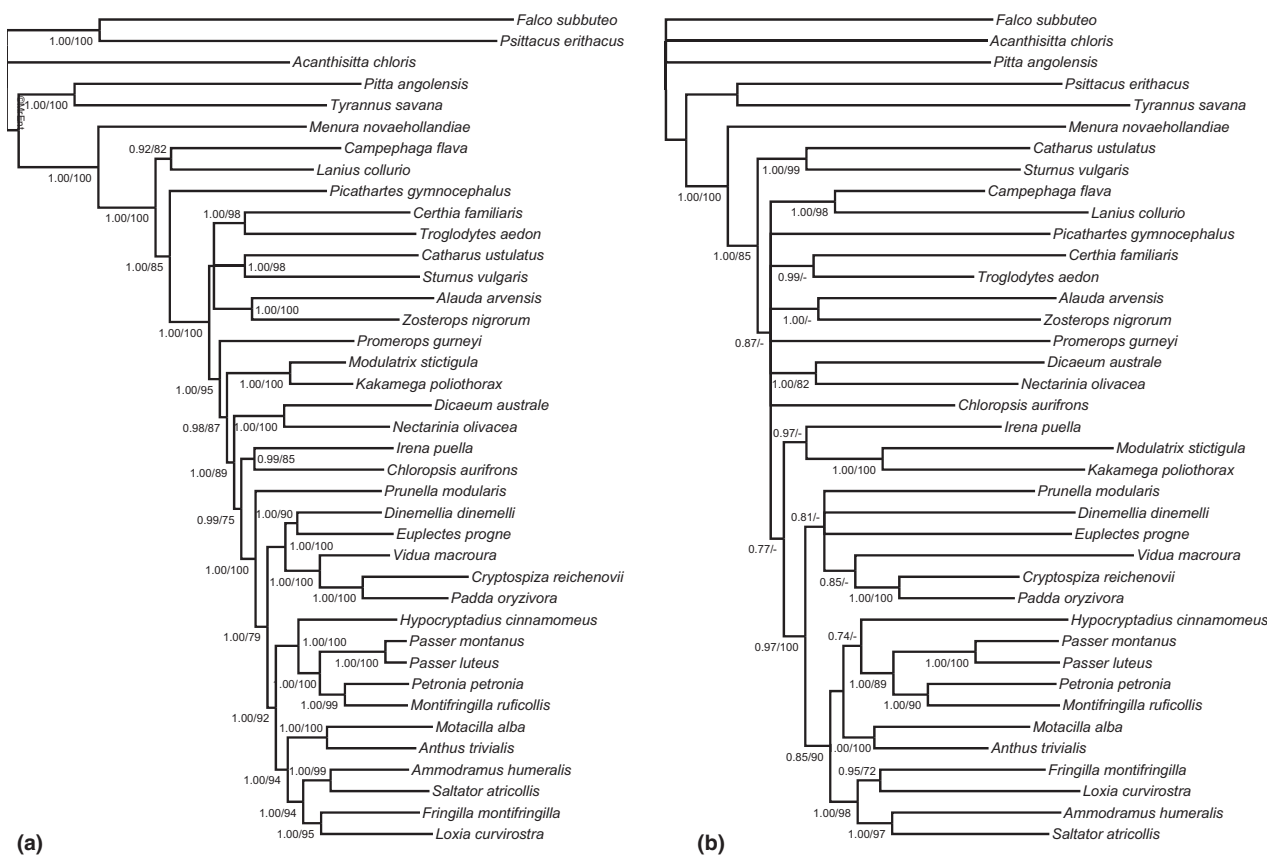 Falco subbuteo
1.00/100
Psittacus erithacus
Acanthisitta chloris
Pitta angolensis
1.00/100
Tyrannus savana
Menura novaehollandiae
0.92/82
Campephaga flava
1.00/100
Lanius collurio
Picathartes gymnocephalus
1.00/100
1.00/98
Certhia familiaris
Troglodytes aedon
Catharus ustulatus
1.00/85
1.00/98
Sturnus vulgaris
Alauda arvensis
1.00/100
Zosterops nigrorum
1.00/100
Promerops gurneyi
Modulatrix stictigula
1.00/100
1.00/95
Kakamega poliothorax
Dicaeum australe
0.98/87
1.00/100
Nectarinia olivacea
Irena puella
0.99/85
1.00/89
Chloropsis aurifrons
Prunella modularis
1.00/90
Dinemellia dinemelli
0.99/75
Euplectes progne
1.00/100
Vidua macroura
1.00/100
1.00/100
Cryptospiza reichenovii
1.00/100
Padda oryzivora
Hypocryptadius cinnamomeus
1.00/79
1.00/100
Passer montanus
1.00/100
Passer luteus
1.00/100
Petronia petronia
1.00/99
Montifringilla ruficollis
1.00/92
1.00/100
Motacilla alba
Anthus trivialis
1.00/99
Ammodramus humeralis
1.00/94
Saltator atricollis
1.00/94
Fringilla montifringilla
1.00/95
Loxia curvirostra
(a)
Falco subbuteo
Acanthisitta chloris
Pitta angolensis
Psittacus erithacus
Tyrannus savana
Menura novaehollandiae
Catharus ustulatus
1.00/99
Sturnus vulgaris
1.00/100
Campephaga flava
1.00/98
Lanius collurio
Picathartes gymnocephalus
1.00/85
Certhia familiaris
0.99/-
Troglodytes aedon
Alauda arvensis
1.00/-
Zosterops nigrorum
0.87/-
Promerops gurneyi
Dicaeum australe
1.00/82
Nectarinia olivacea
Chloropsis aurifrons
0.97/-
Irena puella
Modulatrix stictigula
1.00/100
Kakamega poliothorax
Prunella modularis
0.81/-
Dinemellia dinemelli
Euplectes progne
0.77/-
Vidua macroura
0.85/-
Cryptospiza reichenovii
1.00/100
Padda oryzivora
Hypocryptadius cinnamomeus
0.74/-
0.97/100
Passer montanus
1.00/100
Passer luteus
1.00/89
Petronia petronia
1.00/90
Montifringilla ruficollis
Motacilla alba
1.00/100
Anthus trivialis
0.85/90
0.95/72
Fringilla montifringilla
Loxia curvirostra
1.00/98
Ammodramus humeralis
1.00/97
Saltator atricollis
(b)